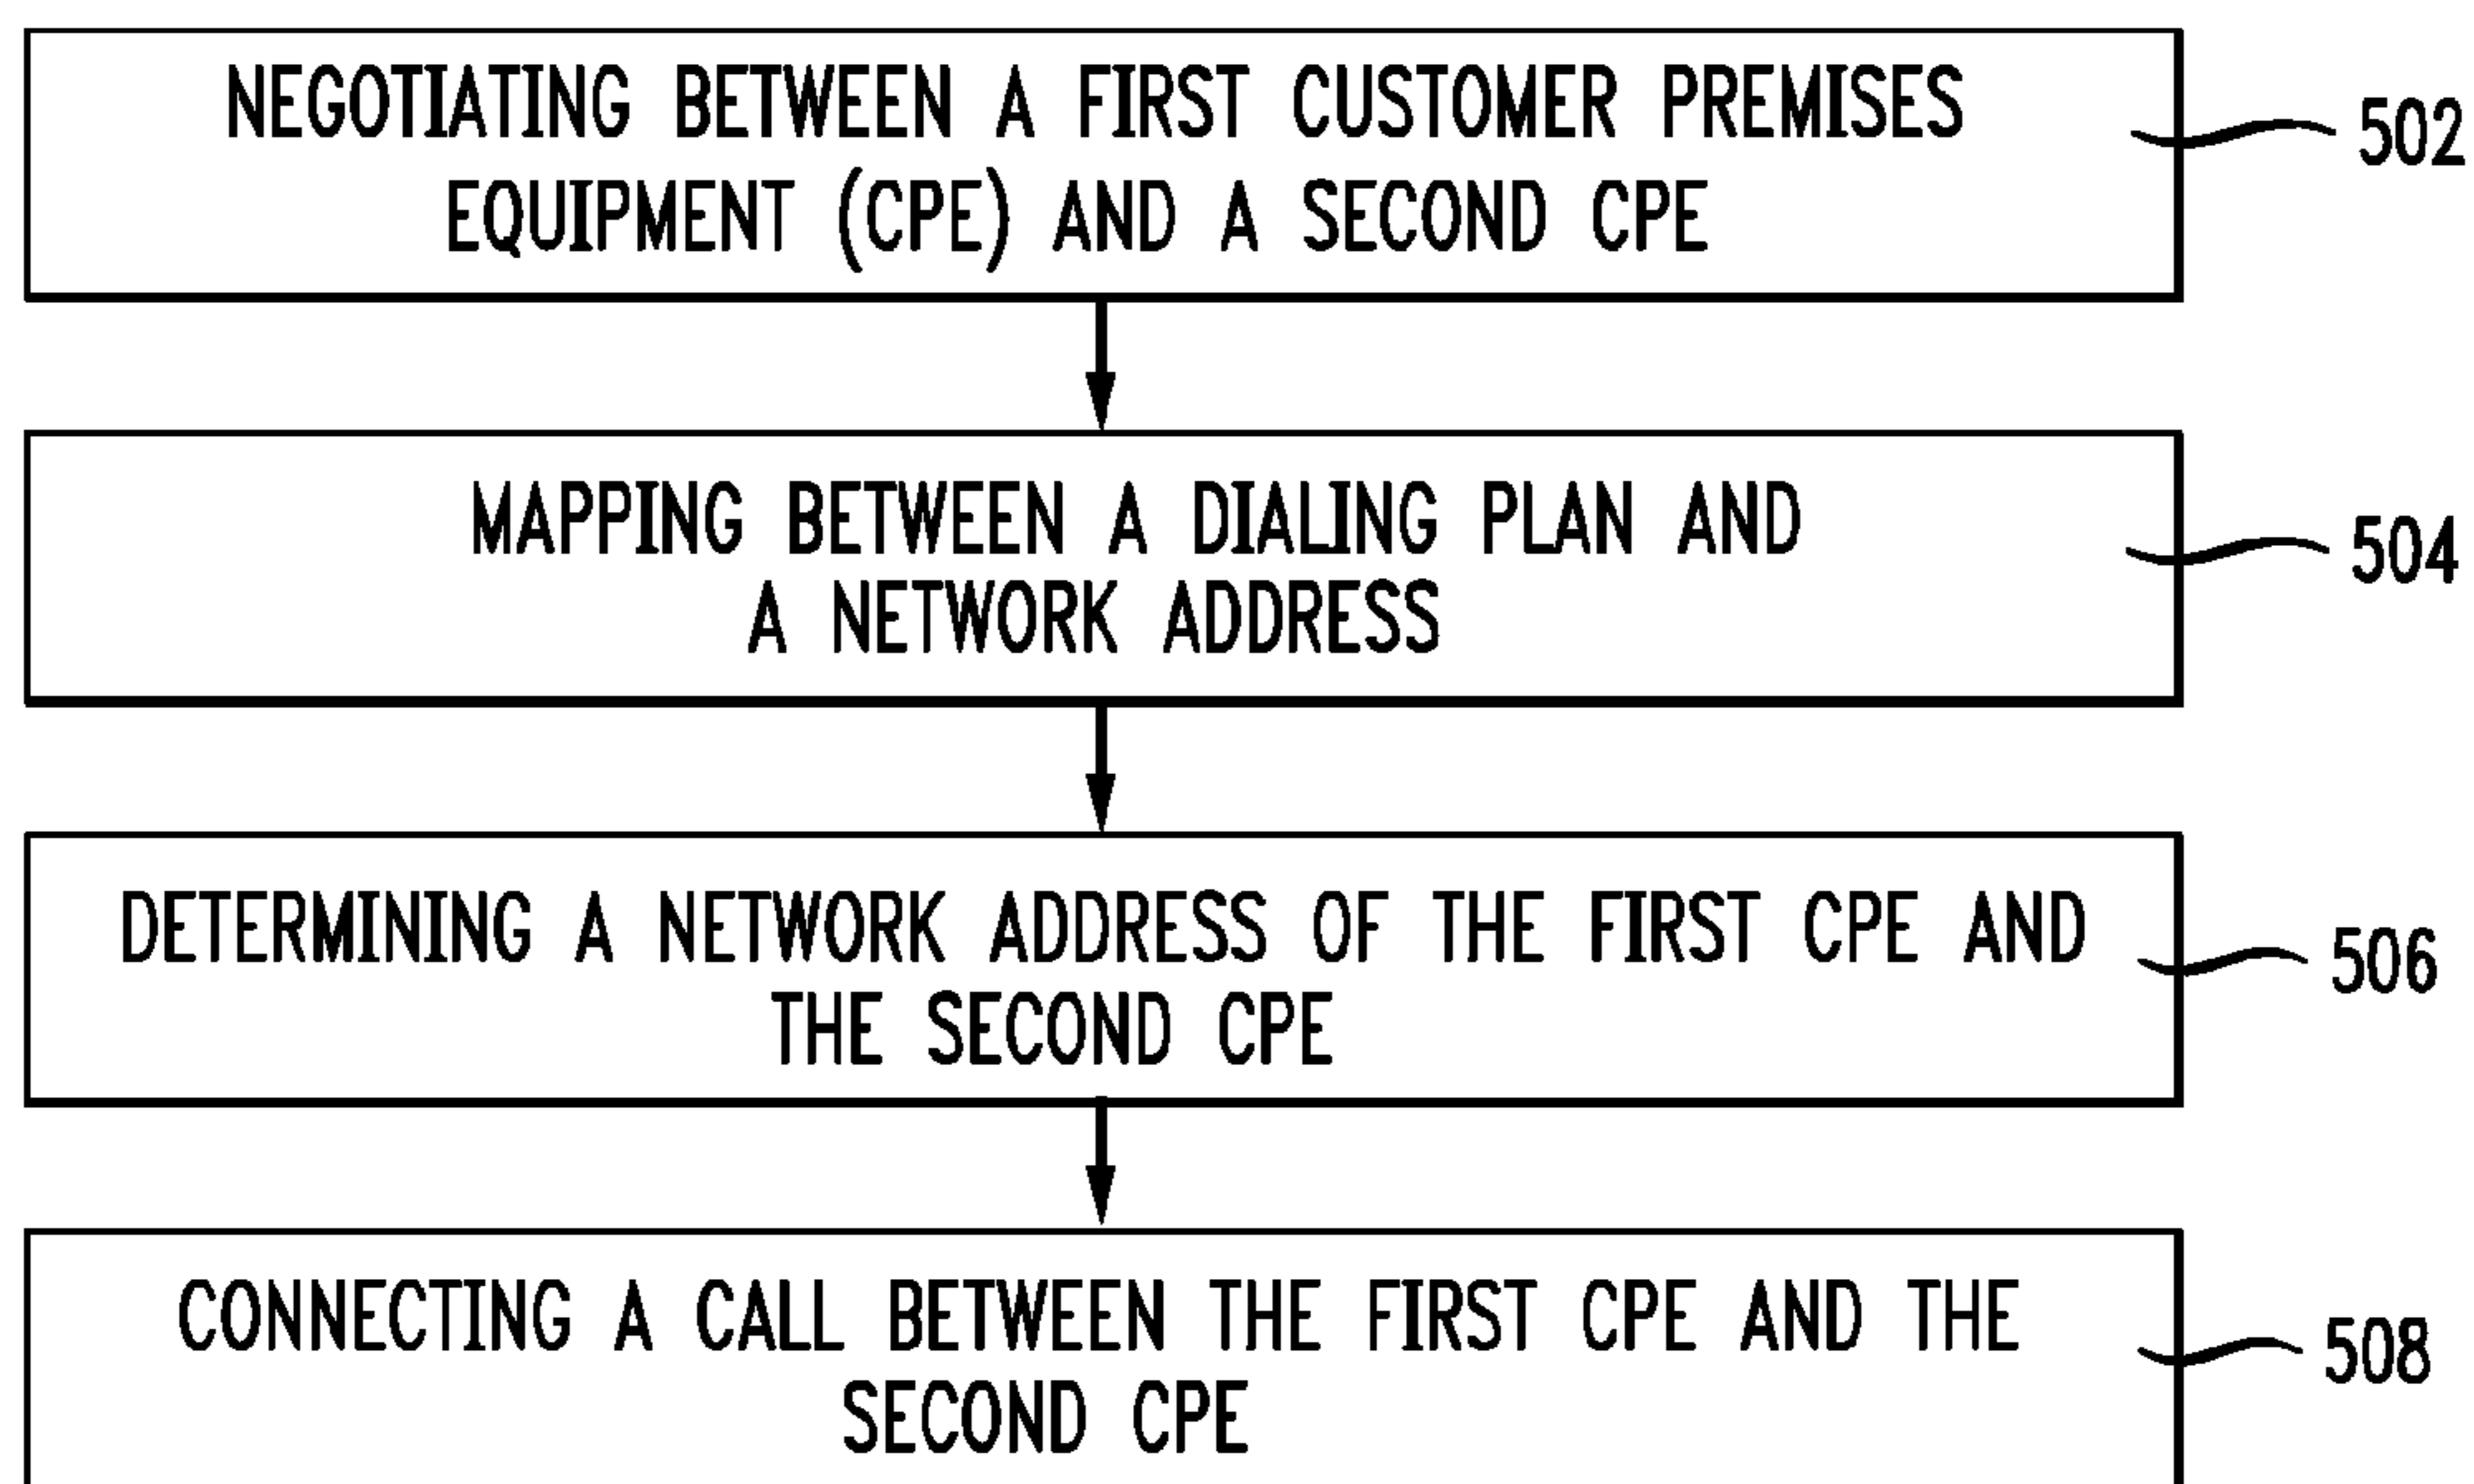 NEGOTIATING BETWEEN A FIRST CUSTOMER PREMISES
EQUIPMENT (CPE) AND A SECOND CPE
502
MAPPING BETWEEN A DIALING PLAN AND
A NETWORK ADDRESS
504
DETERMINING A NETWORK ADDRESS OF THE FIRST CPE AND
THE SECOND CPE
506
CONNECTING A CALL BETWEEN THE FIRST CPE AND THE
SECOND CPE
508